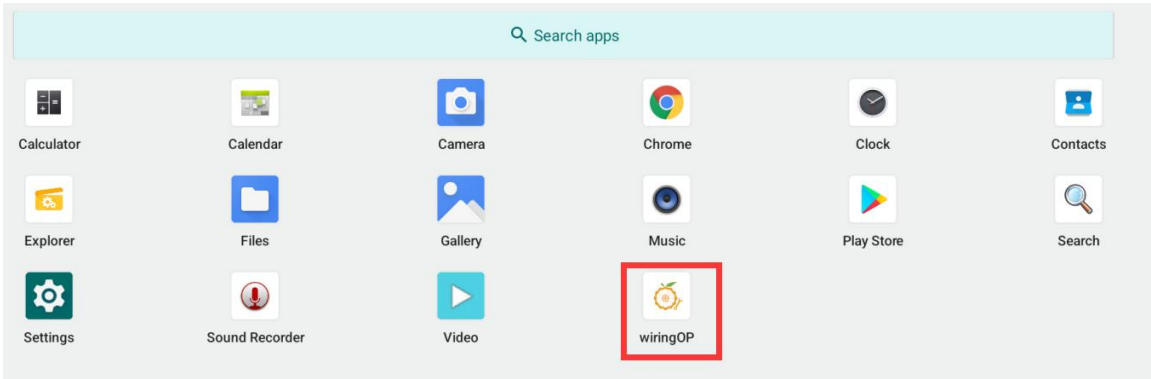 Search apps
Calculator
Calendar
Camera
Chrome
Clock
Contacts
Explorer
Files
Gallery
Music
Play Store
Search
Settings
Sound Recorder
Video
wiringOP